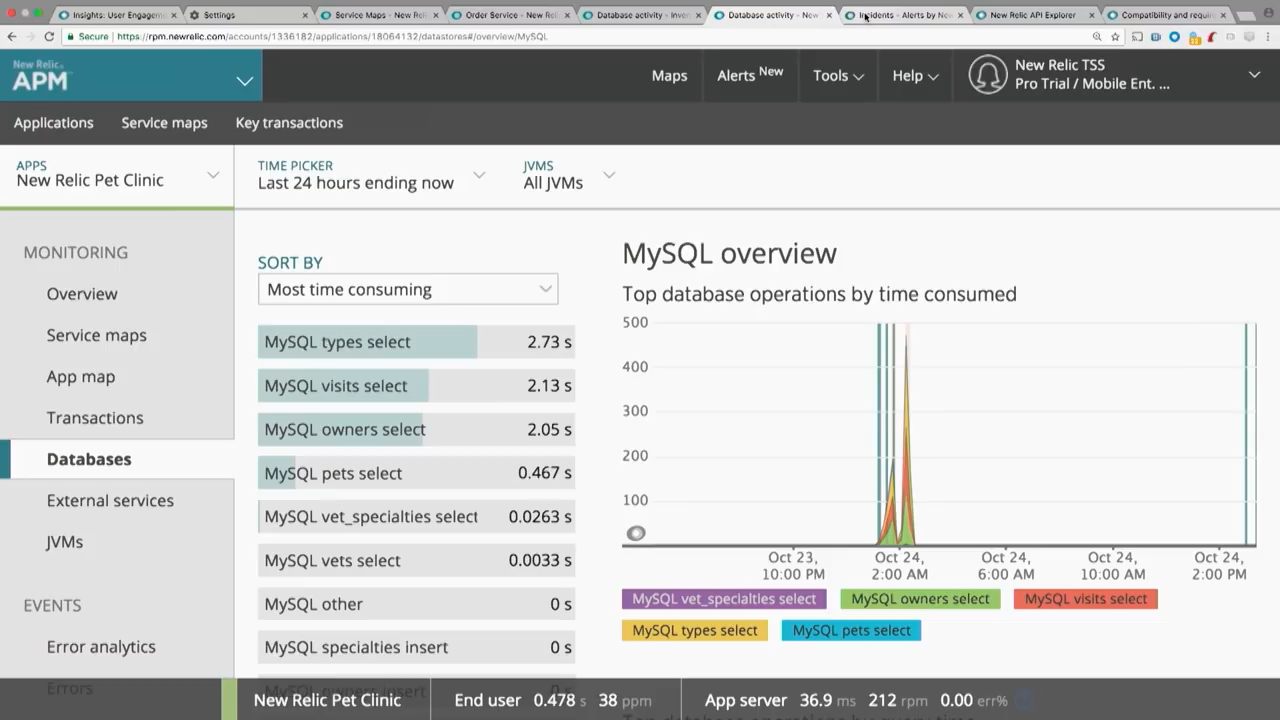 Insights: User Engagem
Settings
Service Maps - New Reli
Order Service - New Reli
Database activity - Inven
Database activity - New
Incidents - Alerts by New
New Relic API Explorer
Compatibility and requir
Secure | https://rpm.newrelic.com/accounts/1336182/applications/18064132/datastores#/overview/MySQL
New Relic
APM
Maps
Alerts New
Tools
Help
New Relic TSS
Pro Trial / Mobile Ent. ...
Applications
Service maps
Key transactions
APPS
New Relic Pet Clinic
TIME PICKER
Last 24 hours ending now
JVMS
All JVMs
MONITORING
Overview
Service maps
App map
Transactions
Databases
External services
JVMs
EVENTS
Error analytics
Errors
SORT BY
Most time consuming
MySQL types select 2.73 s
MySQL visits select 2.13 s
MySQL owners select 2.05 s
MySQL pets select 0.467 s
MySQL vet_specialties select 0.0263 s
MySQL vets select 0.0033 s
MySQL other 0 s
MySQL specialties insert 0 s
MySQL owners insert
MySQL overview
Top database operations by time consumed
500
400
300
200
100
Oct 23, 10:00 PM
Oct 24, 2:00 AM
Oct 24, 6:00 AM
Oct 24, 10:00 AM
Oct 24, 2:00 PM
MySQL vet_specialties select
MySQL owners select
MySQL visits select
MySQL types select
MySQL pets select
New Relic Pet Clinic
End user 0.478 s 38 ppm
App server 36.9 ms 212 rpm 0.00 err%